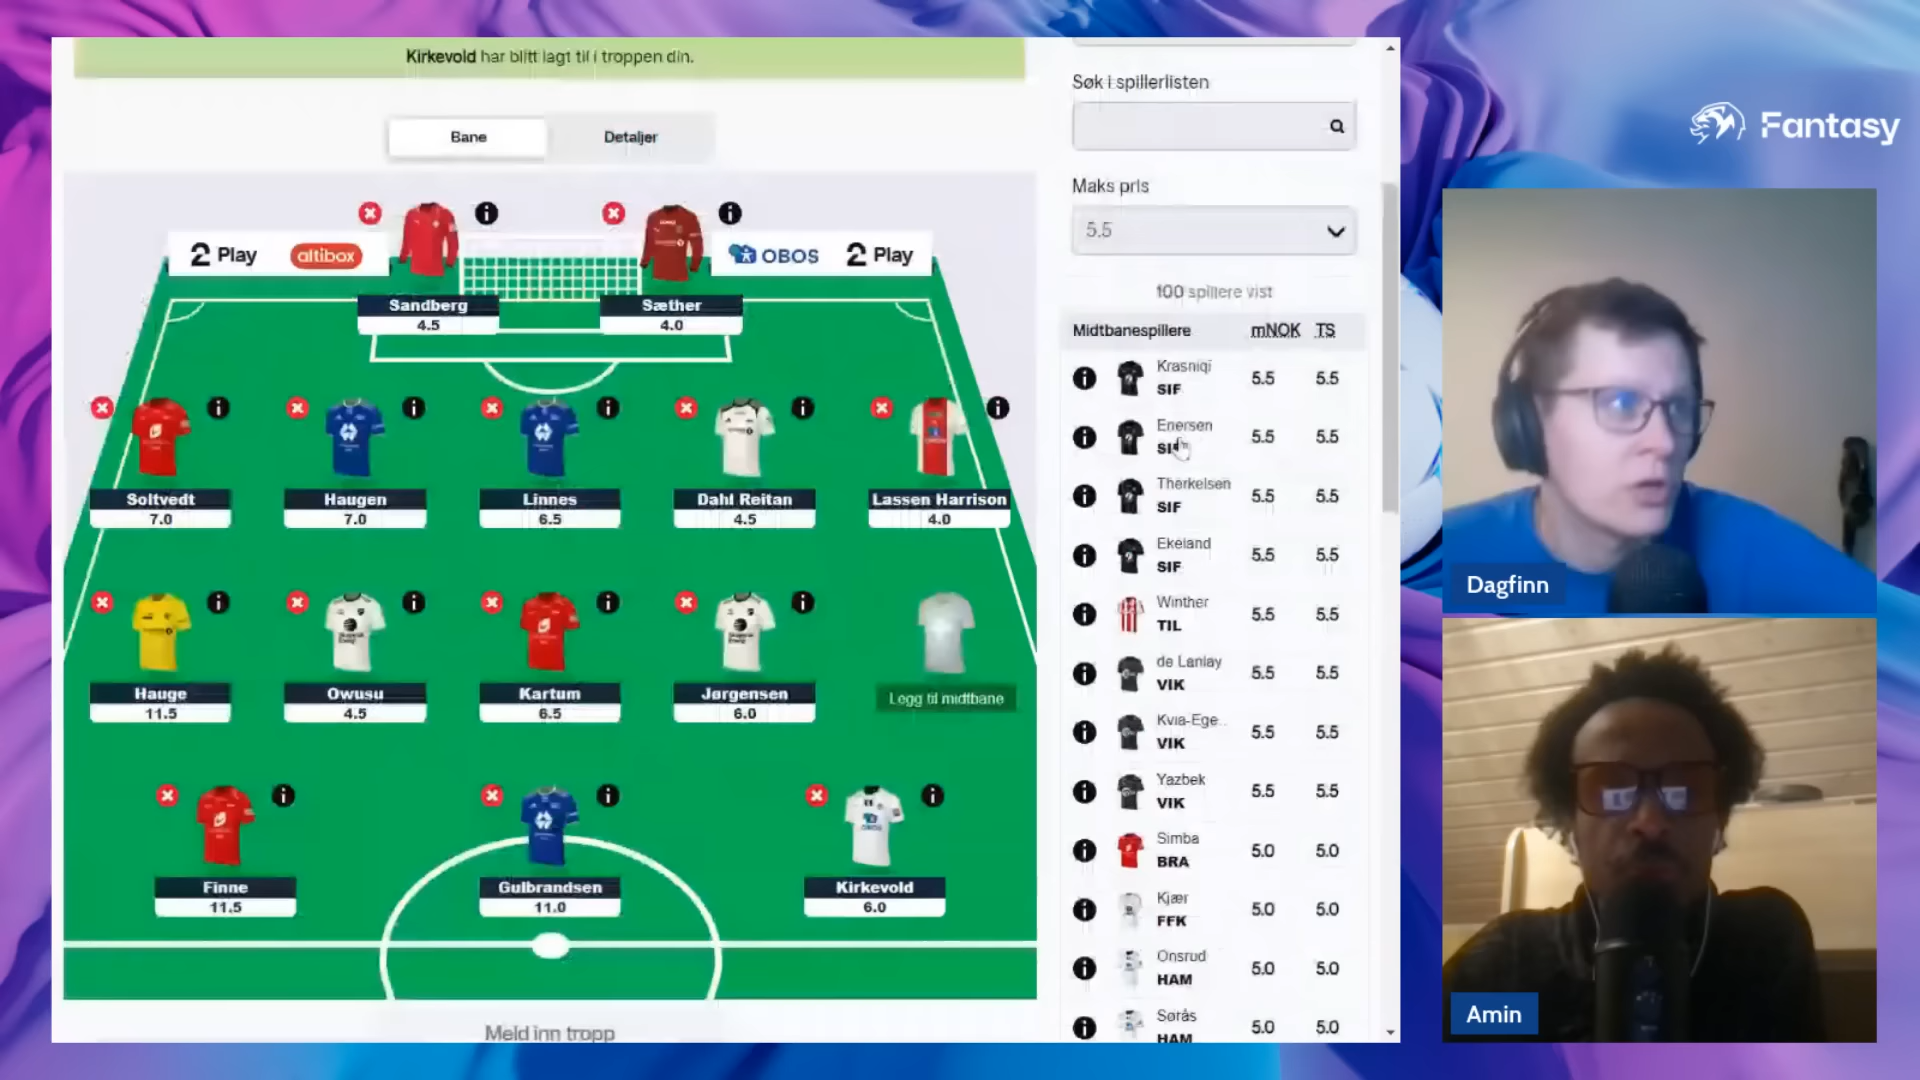 Kirkevold har blitt lagt til i troppen din.
Bane
Detaljer
2 Play
altibox
OBOS
2 Play
Sandberg
4.5
Sæther
4.0
Soltvedt
7.0
Haugen
7.0
Linnes
6.5
Dahl Reitan
4.5
Lassen Harrison
4.0
Hauge
11.5
Owusu
4.5
Kartum
6.5
Jørgensen
6.0
Legg til midtbane
Finne
11.5
Gulbrandsen
11.0
Kirkevold
6.0
Meld inn tropp
Søk i spillerlisten
Maks pris
5.5
100 spillere vist
Midtbanespillere mNOK TS
Krasniqi
SIF 5.5 5.5
Enersen
SIF 5.5 5.5
Therkelsen
SIF 5.5 5.5
Ekeland
SIF 5.5 5.5
Winther
TIL 5.5 5.5
de Lanlay
VIK 5.5 5.5
Kvia-Ege...
VIK 5.5 5.5
Yazbek
VIK 5.5 5.5
Simba
BRA 5.0 5.0
Kjær
FFK 5.0 5.0
Onsrud
HAM 5.0 5.0
Sørås
HAM 5.0 5.0
Fantasy
Dagfinn
Amin